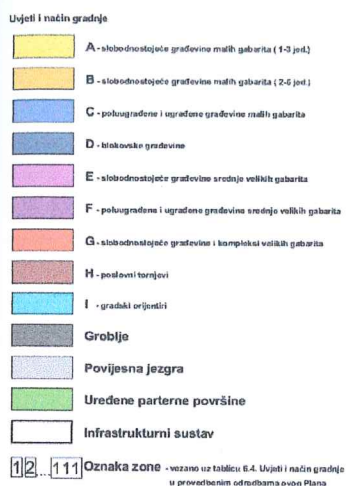 Uvjeti i način gradnje
A - slobodnostojeće građevine malih gabarita ( 1-3 jed.)
B - slobodnostojeće građevine malih gabarita ( 2-6 jed.)
C - poluugrađene i ugrađene građevine malih gabarita
D - blokovske građevine
E - slobodnostojeće građevine srednje velikih gabarita
F - poluugrađene i ugrađene građevine srednje velikih gabarita
G - slobodnostojeće građevine i kompleksi velikih gabarita
H - poslovni tornjevi
I - gradski orijentiri
Groblje
Povijesna jezgra
Uređene parterne površine
Infrastrukturni sustav
1 2 ... 111 Oznaka zone - vezano uz tablicu 6.4. Uvjeti i način gradnje
u provedbenim odredbama ovog Plana